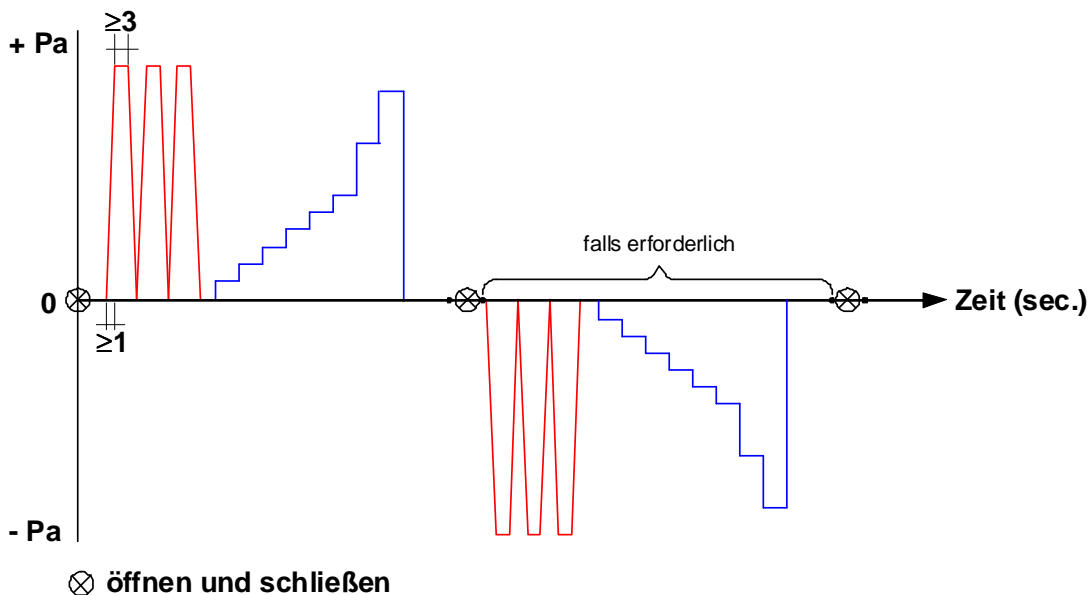 ≥3
+ Pa
falls erforderlich
0
Zeit (sec.)
≥1
- Pa
öffnen und schließen